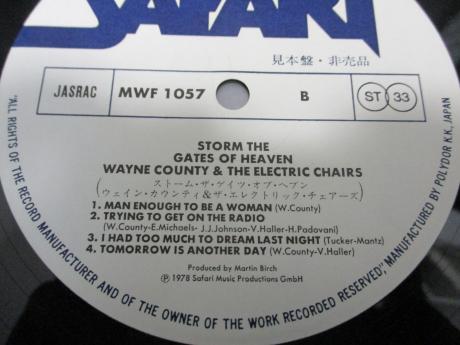 SAFARI
見本盤・非売品
JASRAC MWF 1057 B ST 33
STORM THE
GATES OF HEAVEN
WAYNE COUNTY & THE ELECTRIC CHAIRS
(ストーム・ザ・ゲイツ・オブ・ヘブン
ウェイン・カウンティ&ザ・エレクトリック・チェアーズ)
1. MAN ENOUGH TO BE A WOMAN (W.County)
2. TRYING TO GET ON THE RADIO
(W.County-E.Michaels- J.J.Johnson-V.Haller-H.Padovani)
3. I HAD TOO MUCH TO DREAM LAST NIGHT (Tucker-Mantz)
4. TOMORROW IS ANOTHER DAY (W.County-V.Haller)
Produced by Martin Birch
Ⓟ 1978 Safari Music Productions GmbH
"ALL RIGHTS OF THE RECORD MANUFACTURER AND OF THE OWNER OF THE WORK RECORDED RESERVED." MANUFACTURED BY POLYDOR K.K., JAPAN